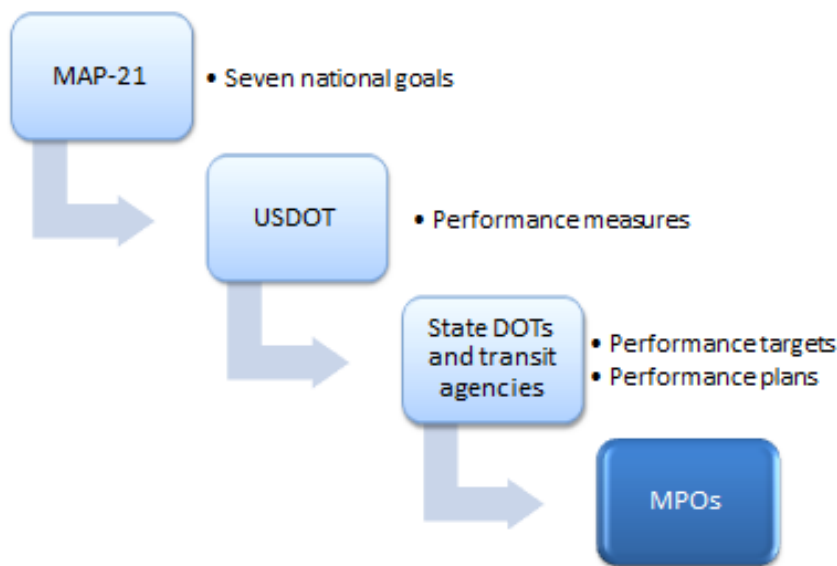 MAP-21
• Seven national goals
USDOT
• Performance measures
State DOTs
and transit
agencies
• Performance targets
• Performance plans
MPOs